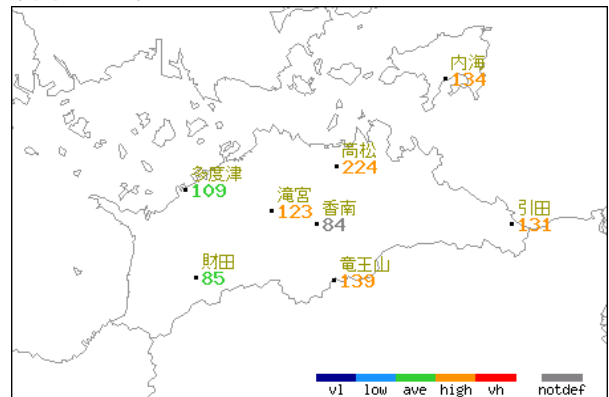 内海
134
高松
224
多度津
109
滝宮
123
香南
84
引田
131
財田
85
竜王山
139
vl low ave high vh notdef